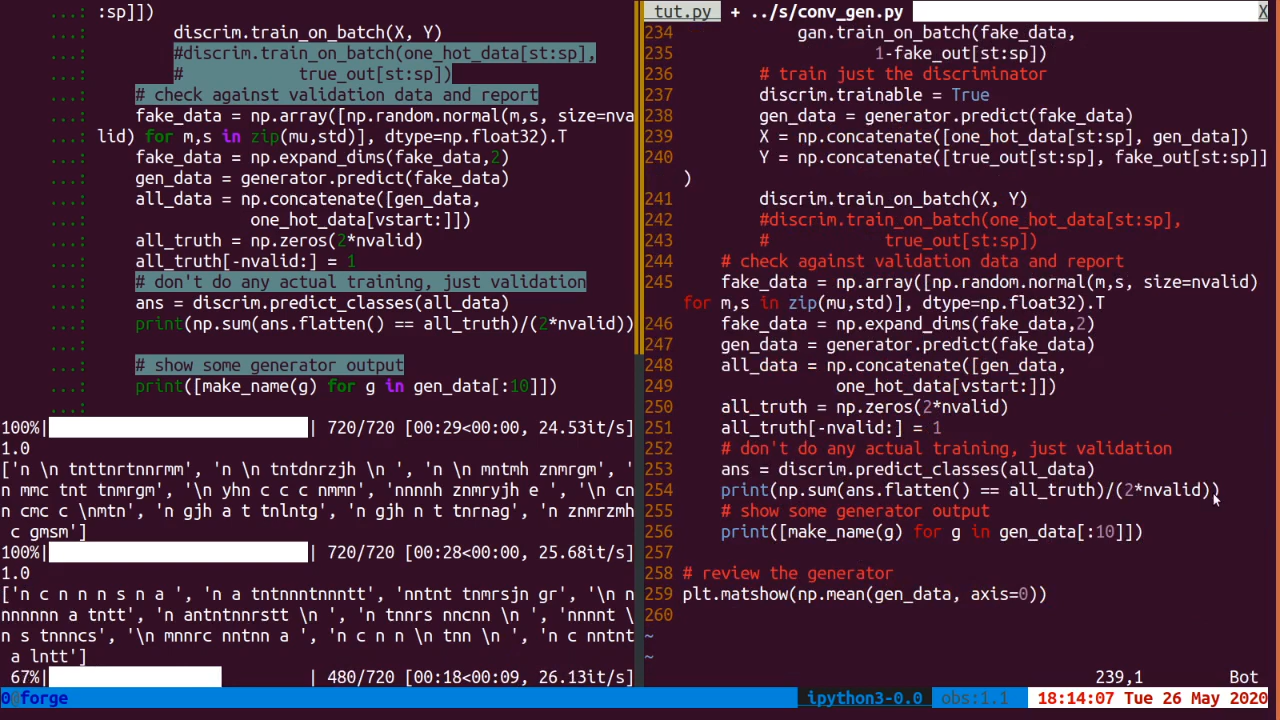 ...: :sp]])
discrim.train_on_batch(X, Y)
...: #discrim.train_on_batch(one_hot_data[st:sp],
...: # true_out[st:sp])
...: # check against validation data and report
...: fake_data = np.array([np.random.normal(m,s, size=nva
...: lid) for m,s in zip(mu,std)], dtype=np.float32).T
...: fake_data = np.expand_dims(fake_data,2)
...: gen_data = generator.predict(fake_data)
...: all_data = np.concatenate([gen_data,
...: one_hot_data[vstart:]])
...: all_truth = np.zeros(2*nvalid)
...: all_truth[-nvalid:] = 1
...: # don't do any actual training, just validation
...: ans = discrim.predict_classes(all_data)
...: print(np.sum(ans.flatten() == all_truth)/(2*nvalid))
...:
...: # show some generator output
...: print([make_name(g) for g in gen_data[:10]])
...:
100%| | 720/720 [00:29<00:00, 24.53it/s]
1.0
['n \n tnttnrtnnrmm', 'n \n tntdnrzjh \n ', 'n \n mntmh znmrgm', '
n mmc tnt tnmrgm', '\n yhn c c c nmmn', 'nnnnh znmryjh e ', '\n cn
n cmc c \nmtn', 'n gjh a t tnlntg', 'n gjh n t tnrnag', 'n znmrzmh
c gmsm']
100%| | 720/720 [00:28<00:00, 25.68it/s]
1.0
['n c n n n s n a ', 'n a tntnnntnnntt', 'nntnt tnmrsjn gr', '\n n
nnnnnn a tntt', 'n antntnnrstt \n ', 'n tnnrs nncnn \n ', 'nnnnt \
n s tnnncs', '\n mnnrc nntnn a ', 'n c n n \n tnn \n ', 'n c nntnt
a lntt']
67%| | 480/720 [00:18<00:09, 26.13it/s]
0@forge ipython3-0.0 obs:1.1 18:14:07 Tue 26 May 2020
tut.py + ../s/conv_gen.py X
234 gan.train_on_batch(fake_data,
235 1-fake_out[st:sp])
236 # train just the discriminator
237 discrim.trainable = True
238 gen_data = generator.predict(fake_data)
239 X = np.concatenate([one_hot_data[st:sp], gen_data])
240 Y = np.concatenate([true_out[st:sp], fake_out[st:sp]]
)
241 discrim.train_on_batch(X, Y)
242 #discrim.train_on_batch(one_hot_data[st:sp],
243 # true_out[st:sp])
244 # check against validation data and report
245 fake_data = np.array([np.random.normal(m,s, size=nvalid)
for m,s in zip(mu,std)], dtype=np.float32).T
246 fake_data = np.expand_dims(fake_data,2)
247 gen_data = generator.predict(fake_data)
248 all_data = np.concatenate([gen_data,
249 one_hot_data[vstart:]])
250 all_truth = np.zeros(2*nvalid)
251 all_truth[-nvalid:] = 1
252 # don't do any actual training, just validation
253 ans = discrim.predict_classes(all_data)
254 print(np.sum(ans.flatten() == all_truth)/(2*nvalid))
255 # show some generator output
256 print([make_name(g) for g in gen_data[:10]])
257
258 # review the generator
259 plt.matshow(np.mean(gen_data, axis=0))
260
~
~
239,1 Bot